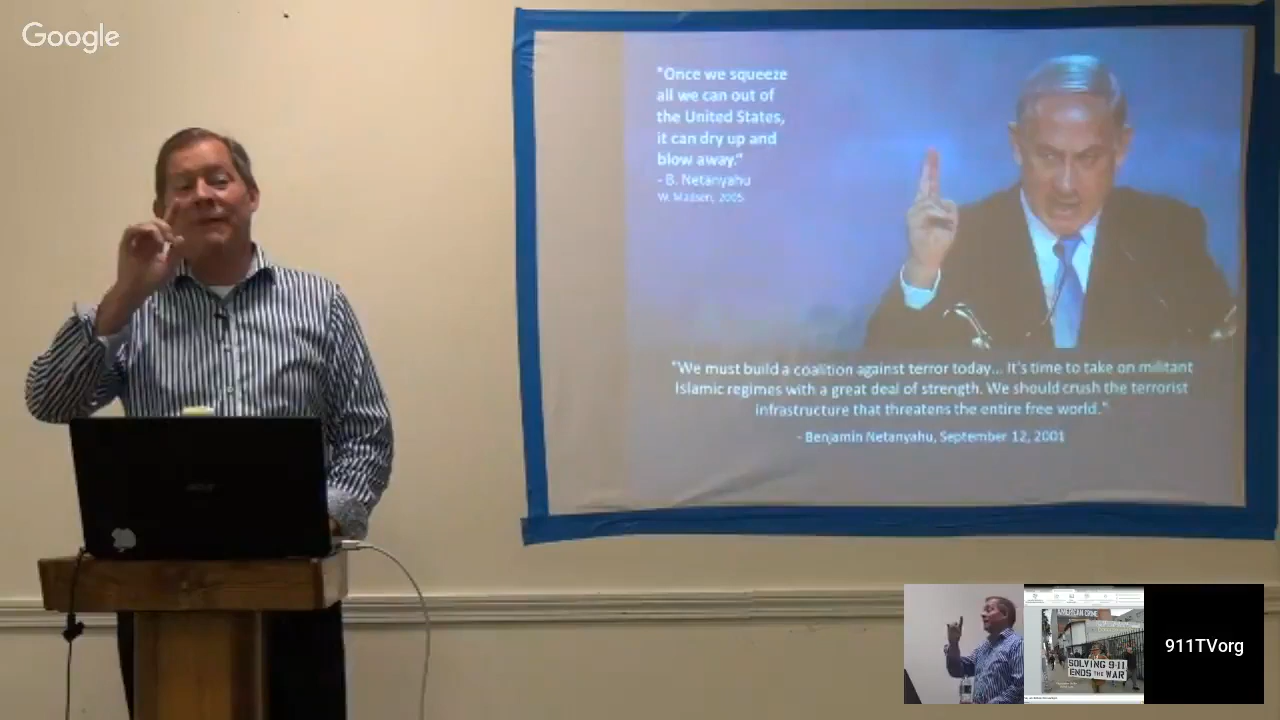 Google
"Once we squeeze
all we can out of
the United States,
it can dry up and
blow away."
- B. Netanyahu
W. Madsen, 2005
"We must build a coalition against terror today... It's time to take on militant
Islamic regimes with a great deal of strength. We should crush the terrorist
infrastructure that threatens the entire free world."
- Benjamin Netanyahu, September 12, 2001
acer
AMERICAN CRIME
SOLVING 9-11
ENDS THE WAR
911TVorg